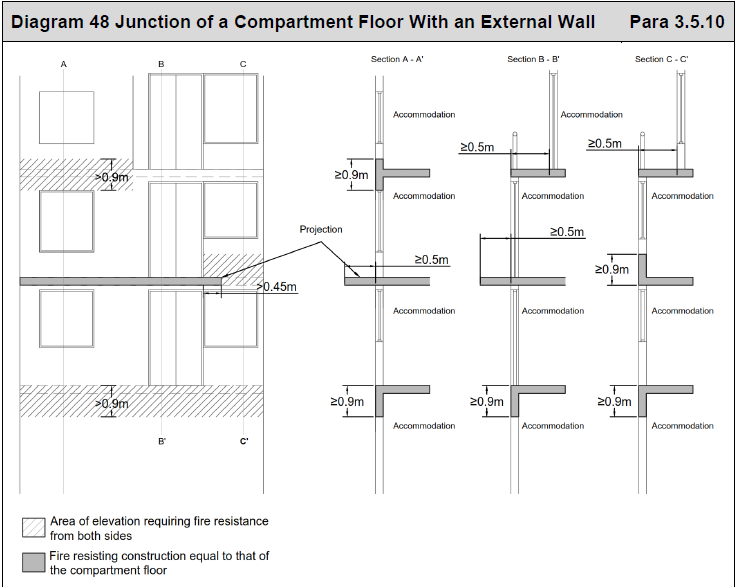 Diagram 48 Junction of a Compartment Floor With an External Wall Para 3.5.10
A B C
Section A - A' Section B - B' Section C - C'
Accommodation Accommodation
≥0.5m ≥0.5m
>0.9m ≥0.9m
Accommodation Accommodation Accommodation
Projection
≥0.5m ≥0.5m
≥0.9m
>0.45m
Accommodation Accommodation Accommodation
>0.9m ≥0.9m ≥0.9m ≥0.9m
Accommodation Accommodation Accommodation
B' C'
Area of elevation requiring fire resistance
from both sides
Fire resisting construction equal to that of
the compartment floor